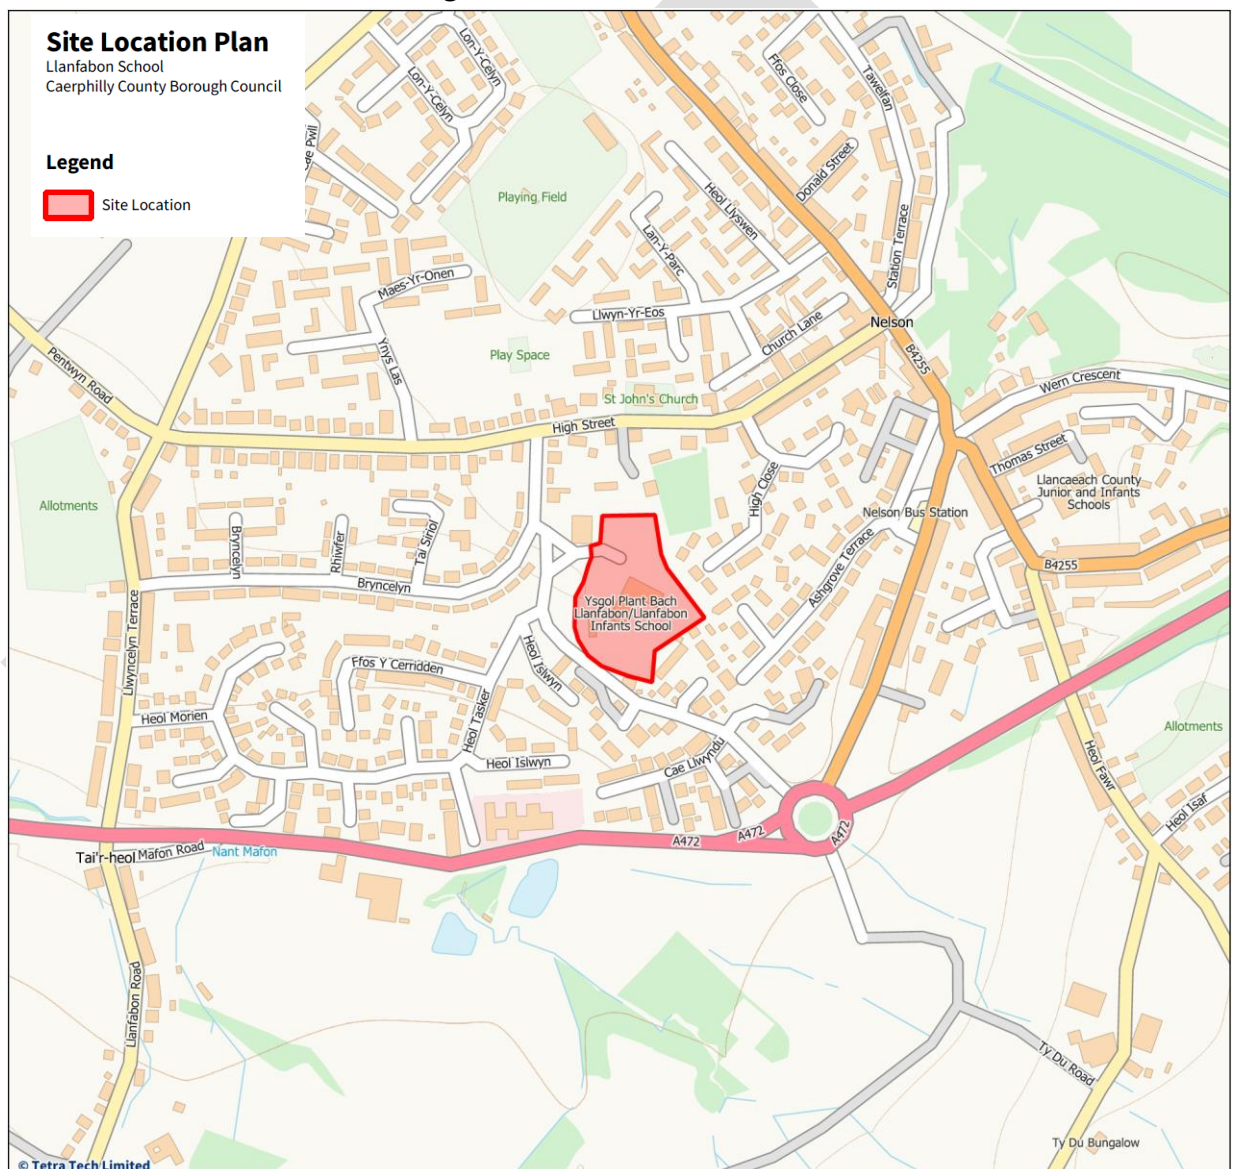 Site Location Plan
Llanfabon School
Caerphilly County Borough Council
Legend
Site Location
Lon-Y-Celyn
Lon-Y-Celyn
Ffos Close
Tawelfan
Playing Field
Donald Street
Heol Llyswen
Lan-Y-Parc
Station Terrace
Maes-Yr-Onen
Llwyn-Yr-Eos
Church Lane
Nelson
B4255
Ynys Las
Play Space
Pentwyn Road
St John's Church
High Street
Wern Crescent
Thomas Street
Llancaeach County
Junior and Infants
Schools
Allotments
High Close
Nelson Bus Station
Bryncelyn
Rhiwfer
Tai Siriol
Bryncelyn
Ashgrove Terrace
B4255
Ysgol Plant Bach
Llanfabon/Llanfabon
Infants School
Llwyncelyn Terrace
Ffos Y Cerridden
Heol Islwyn
Heol Morien
Heol Tasker
Heol Islwyn
Cae Llwyndu
Allotments
Heol Fawr
Heol Isaf
A472
A472
A472
Tai'r-heol
Mafon Road
Nant Mafon
Llanfabon Road
Ty Du Road
Ty Du Bungalow
© Tetra Tech Limited